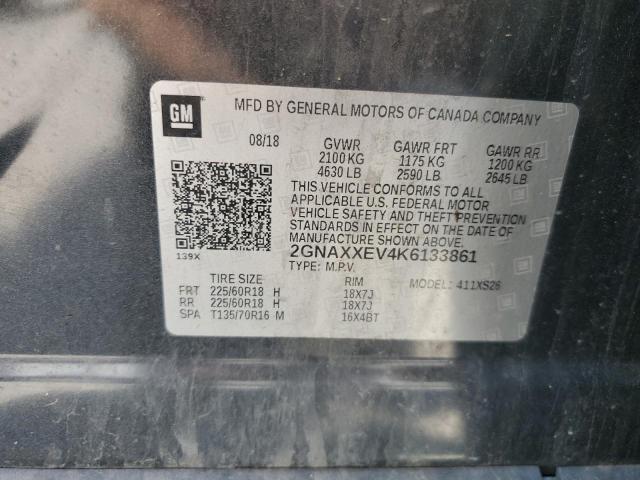 GM
MFD BY GENERAL MOTORS OF CANADA COMPANY
08/18 GVWR GAWR FRT GAWR RR
2100 KG 1175 KG 1200 KG
4630 LB 2590 LB 2645 LB
THIS VEHICLE CONFORMS TO ALL
APPLICABLE U.S. FEDERAL MOTOR
VEHICLE SAFETY AND THEFT PREVENTION
STANDARDS IN EFFECT ON THE DATE OF
MANUFACTURE SHOWN ABOVE.
139X 2GNAXXEV4K6133861
TYPE: M.P.V. MODEL: 411XS26
TIRE SIZE RIM
FRT 225/60R18 H 18X7J
RR 225/60R18 H 18X7J
SPA T135/70R16 M 16X4BT